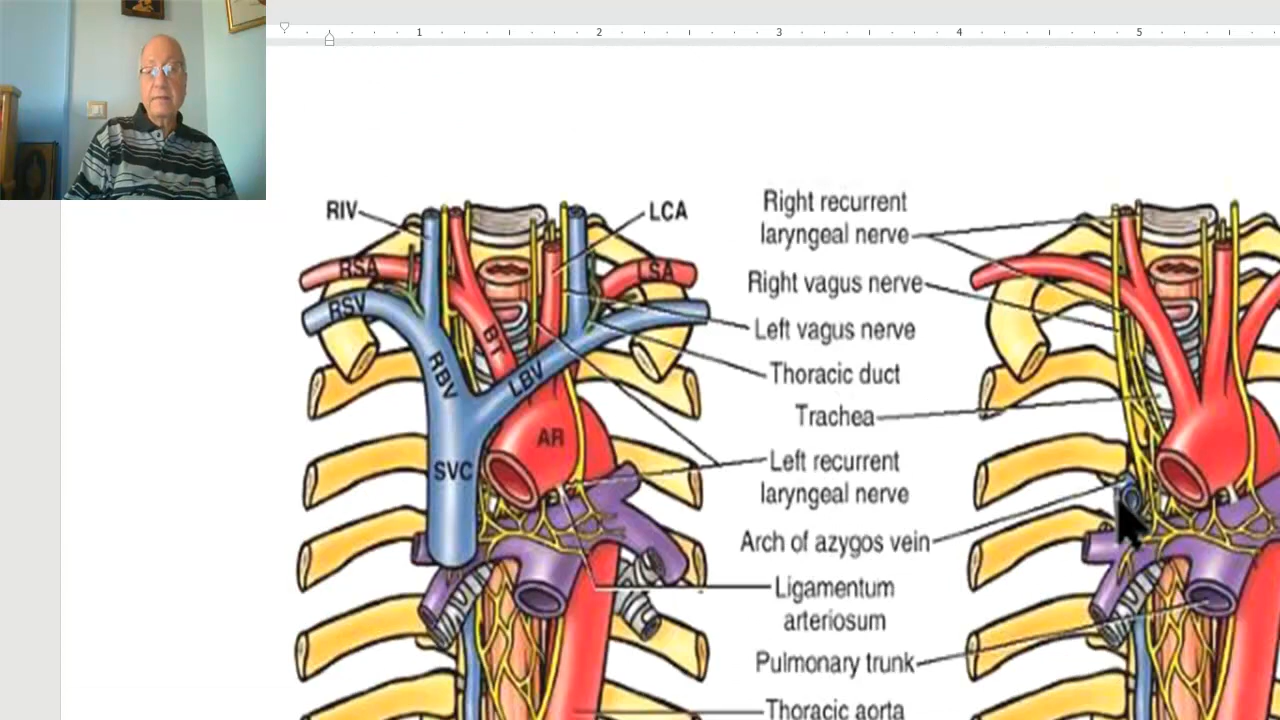 1 2 3 4 5
RIV
LCA
RSA
LSA
RSV
BT
RBV
LBV
AR
SVC
Right recurrent
laryngeal nerve
Right vagus nerve
Left vagus nerve
Thoracic duct
Trachea
Left recurrent
laryngeal nerve
Arch of azygos vein
Ligamentum
arteriosum
Pulmonary trunk
Thoracic aorta